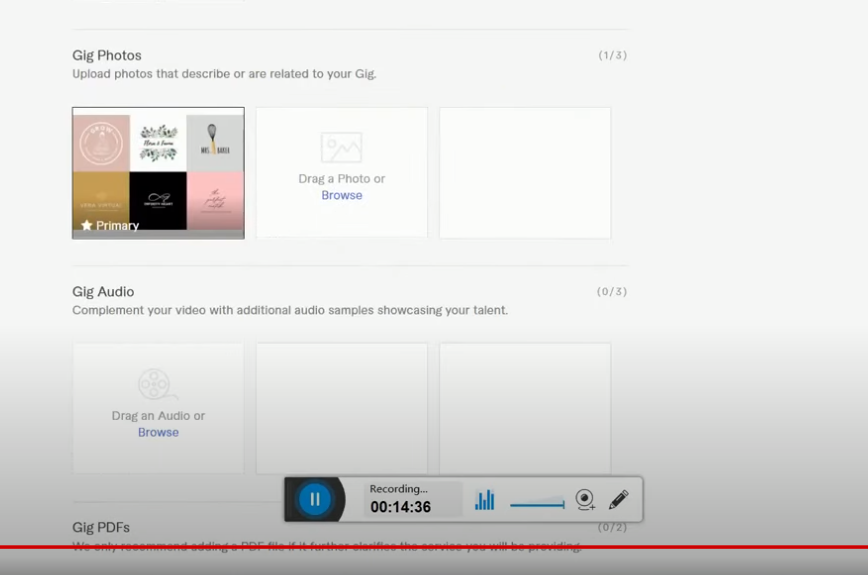 Gig Photos
(1/3)
Upload photos that describe or are related to your Gig.
MRS. BAKER
Primary
Drag a Photo or
Browse
Gig Audio
(0/3)
Complement your video with additional audio samples showcasing your talent.
Drag an Audio or
Browse
Recording...
00:14:36
Gig PDFs
(0/2)
We only recommend adding a PDF file if it further clarifies the service you will be providing.